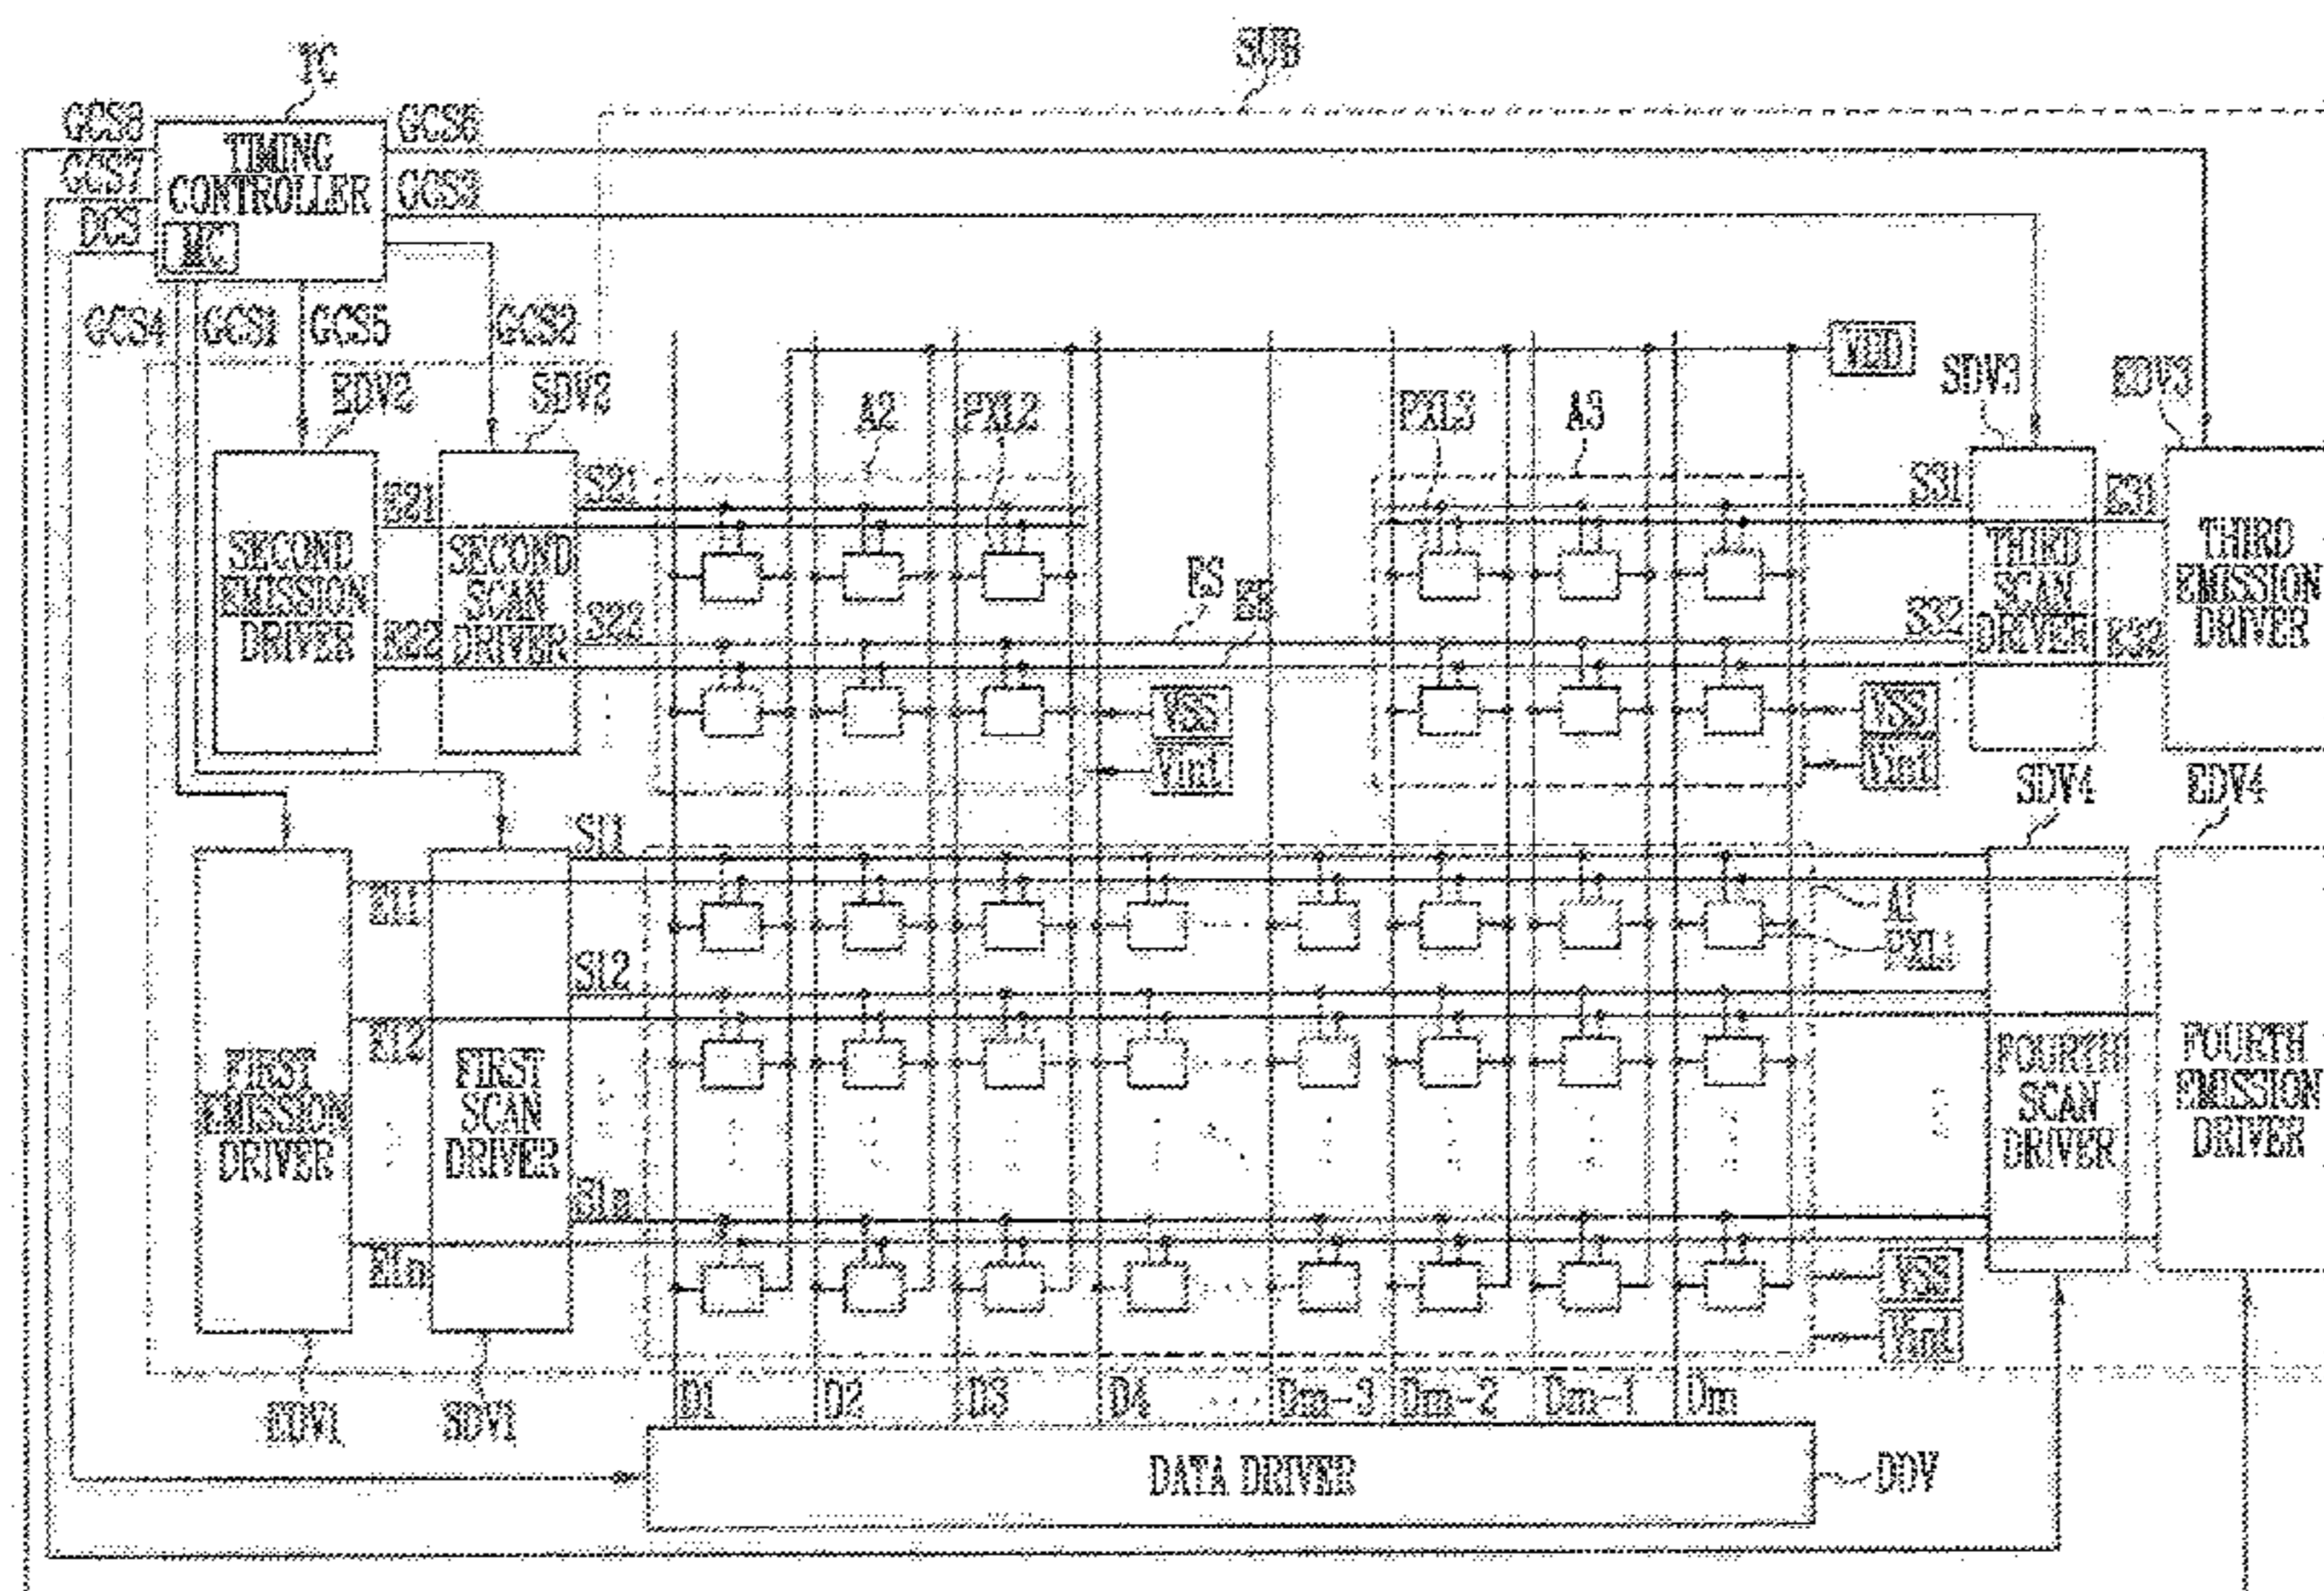 TC
SUB
GCS8
GCS6
TIMING
CONTROLLER
GCS7
GCS3
DCS
MC
GCS4
GCS1
GCS5
GCS2
VDD
EDV2
SDV2
A2
PXL2
PXL3
A3
SDV3
EDV3
E21
S21
S31
E31
SECOND
EMISSION
DRIVER
SECOND
SCAN
DRIVER
THIRD
SCAN
DRIVER
THIRD
EMISSION
DRIVER
E22
S22
ES
S32
E32
VSS
Vint
VSS
Vint
SDV4
EDV4
S11
E11
A1
PXL1
S12
E12
FIRST
EMISSION
DRIVER
FIRST
SCAN
DRIVER
FOURTH
SCAN
DRIVER
FOURTH
EMISSION
DRIVER
S1n
E1n
VSS
Vint
EDV1
SDV1
D1
D2
D3
D4
...
Dm-3
Dm-2
Dm-1
Dm
DATA DRIVER
DDV